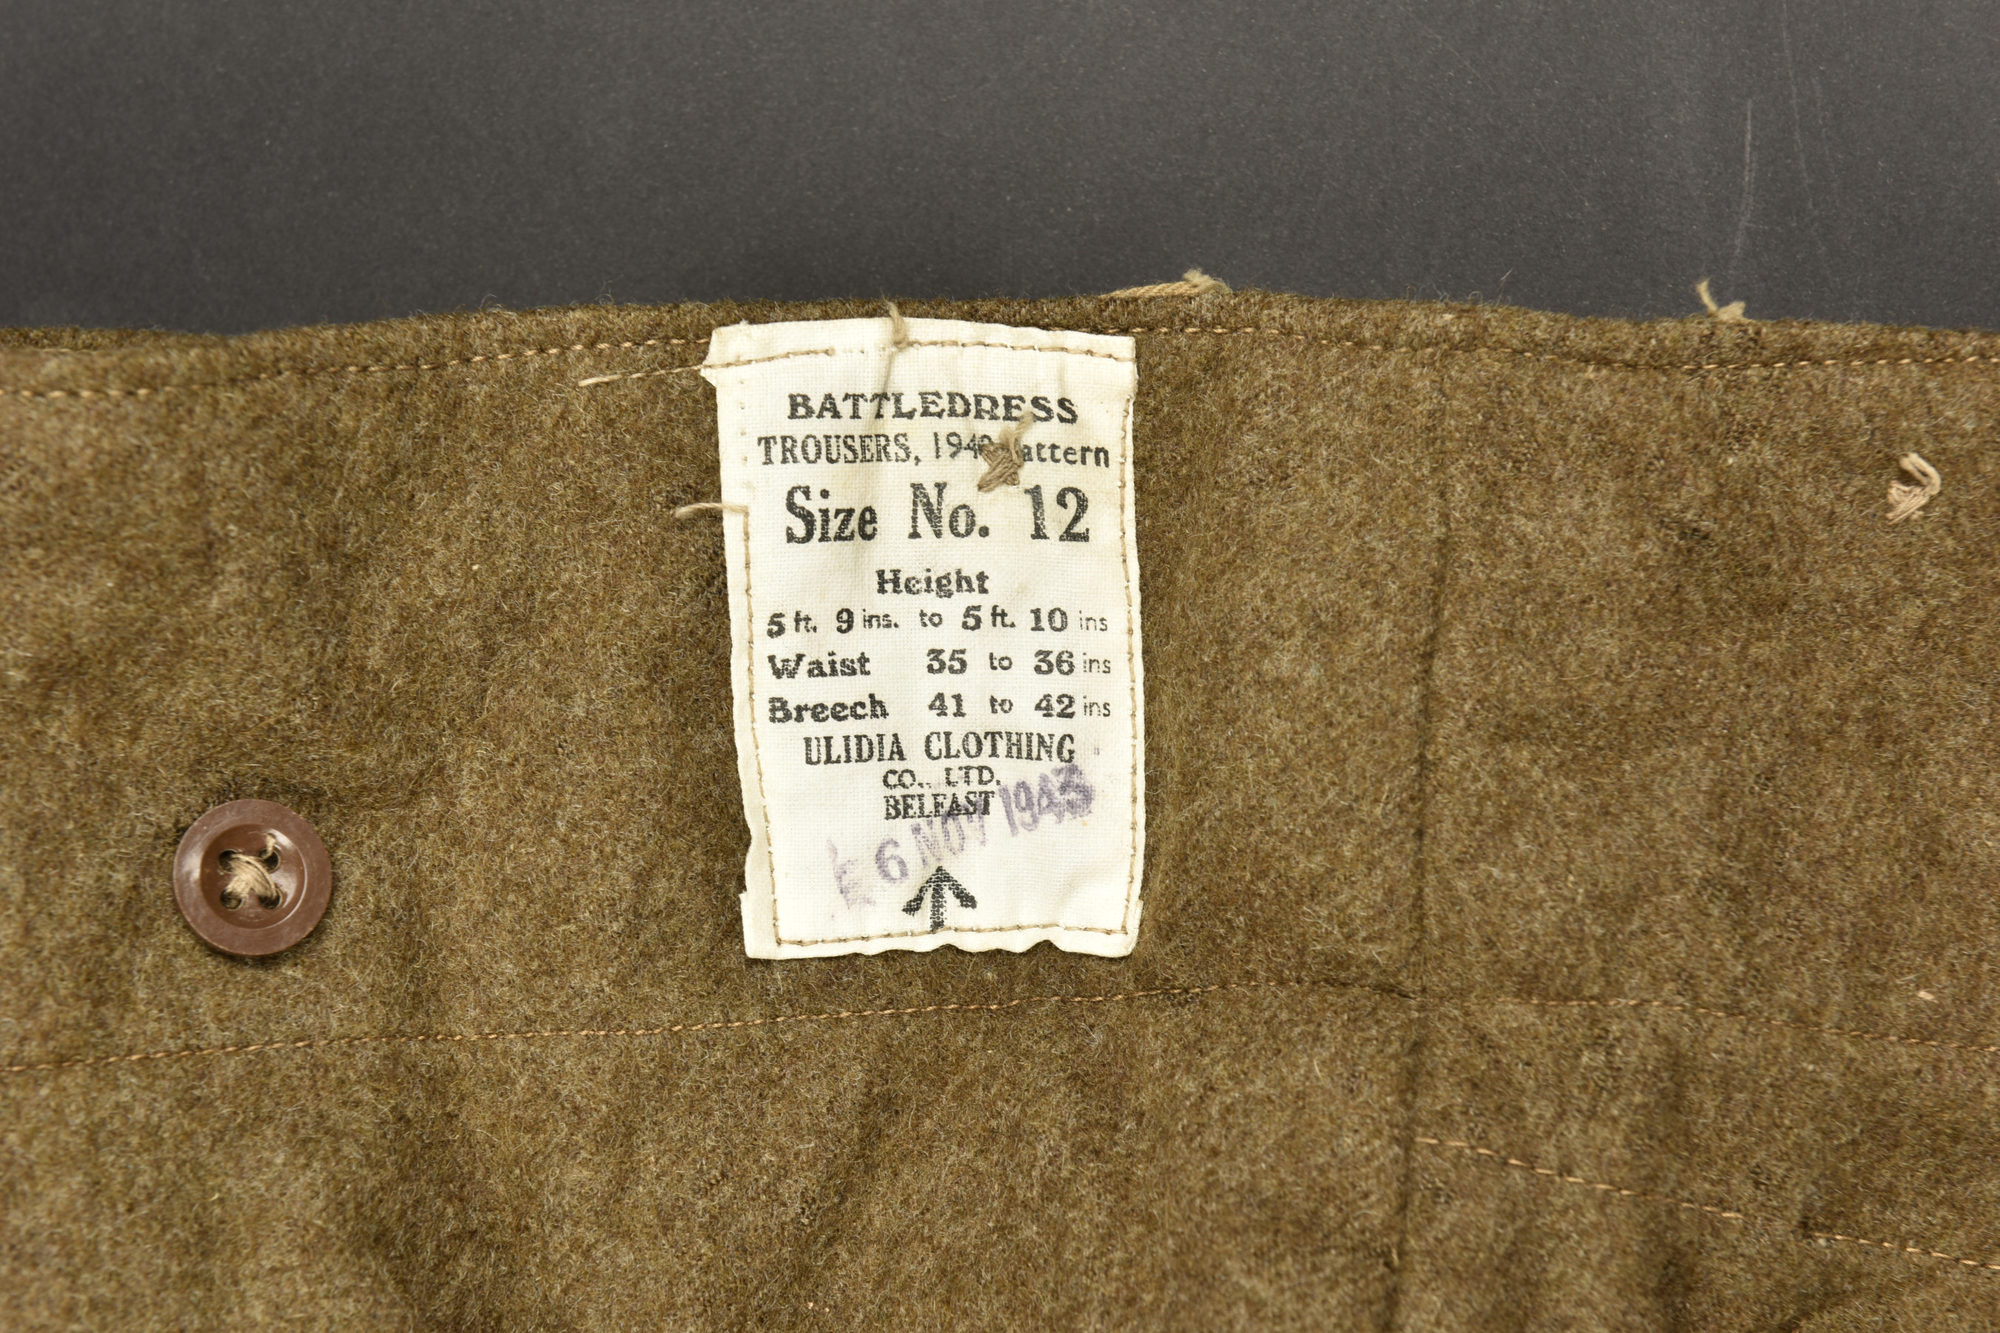 BATTLEDRESS
TROUSERS, 1940 attern
Size No. 12
Height
5 ft. 9 ins. to 5 ft. 10 ins
Waist 35 to 36 ins
Breech 41 to 42 ins
ULIDIA CLOTHING
CO., LTD.
BELFAST
6 NOV 1943